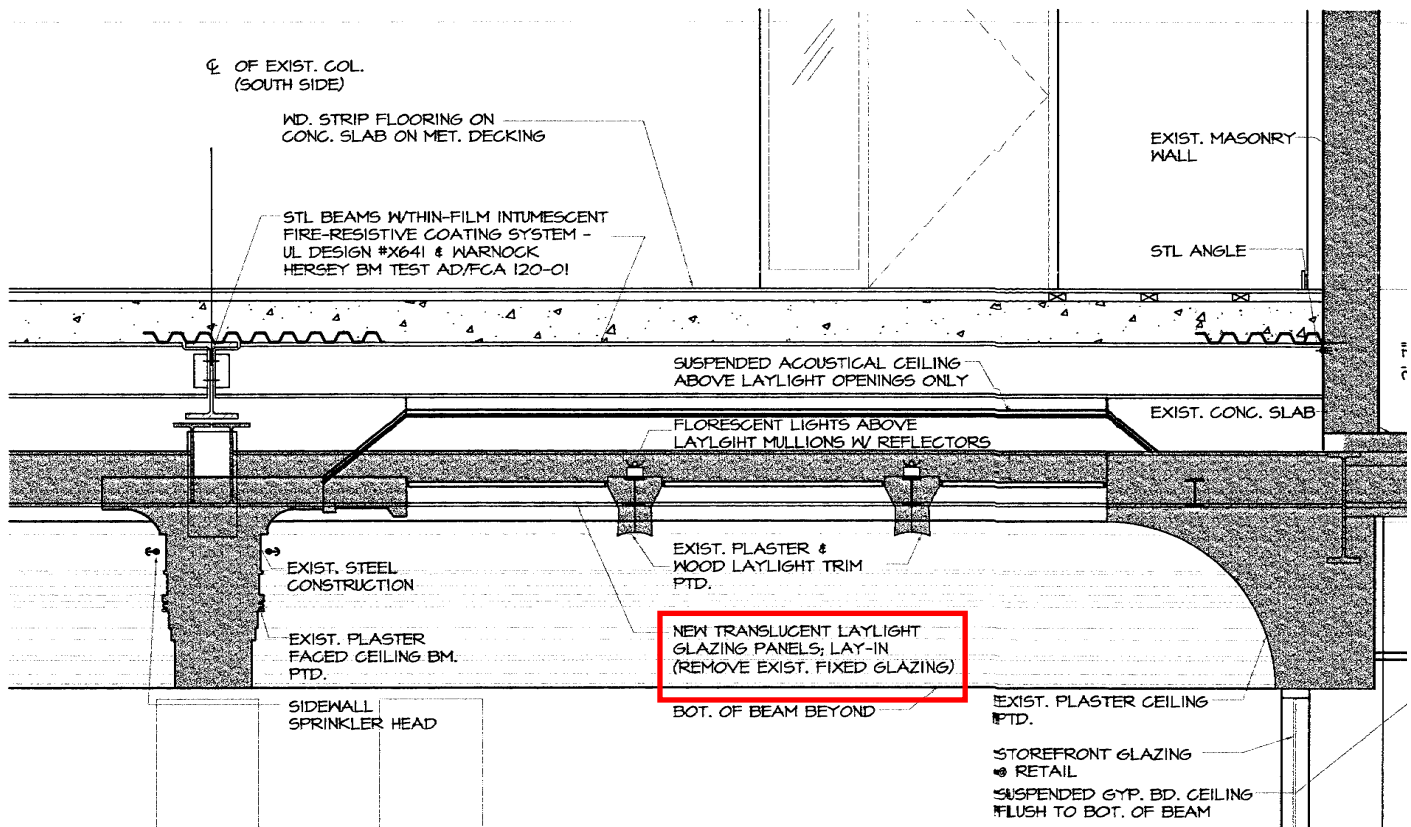 ℄ OF EXIST. COL.
(SOUTH SIDE)
WD. STRIP FLOORING ON
CONC. SLAB ON MET. DECKING
EXIST. MASONRY
WALL
STL BEAMS W/THIN-FILM INTUMESCENT
FIRE-RESISTIVE COATING SYSTEM -
UL DESIGN #X641 & WARNOCK
HERSEY BM TEST AD/FCA 120-01
STL ANGLE
SUSPENDED ACOUSTICAL CEILING
ABOVE LAYLIGHT OPENINGS ONLY
EXIST. CONC. SLAB
FLORESCENT LIGHTS ABOVE
LAYLGIHT MULLIONS W/ REFLECTORS
EXIST. PLASTER &
WOOD LAYLIGHT TRIM
PTD.
EXIST. STEEL
CONSTRUCTION
NEW TRANSLUCENT LAYLIGHT
GLAZING PANELS; LAY-IN
(REMOVE EXIST. FIXED GLAZING)
EXIST. PLASTER
FACED CEILING BM.
PTD.
SIDEWALL
SPRINKLER HEAD
BOT. OF BEAM BEYOND
EXIST. PLASTER CEILING
PTD.
STOREFRONT GLAZING
@ RETAIL
SUSPENDED GYP. BD. CEILING
FLUSH TO BOT. OF BEAM